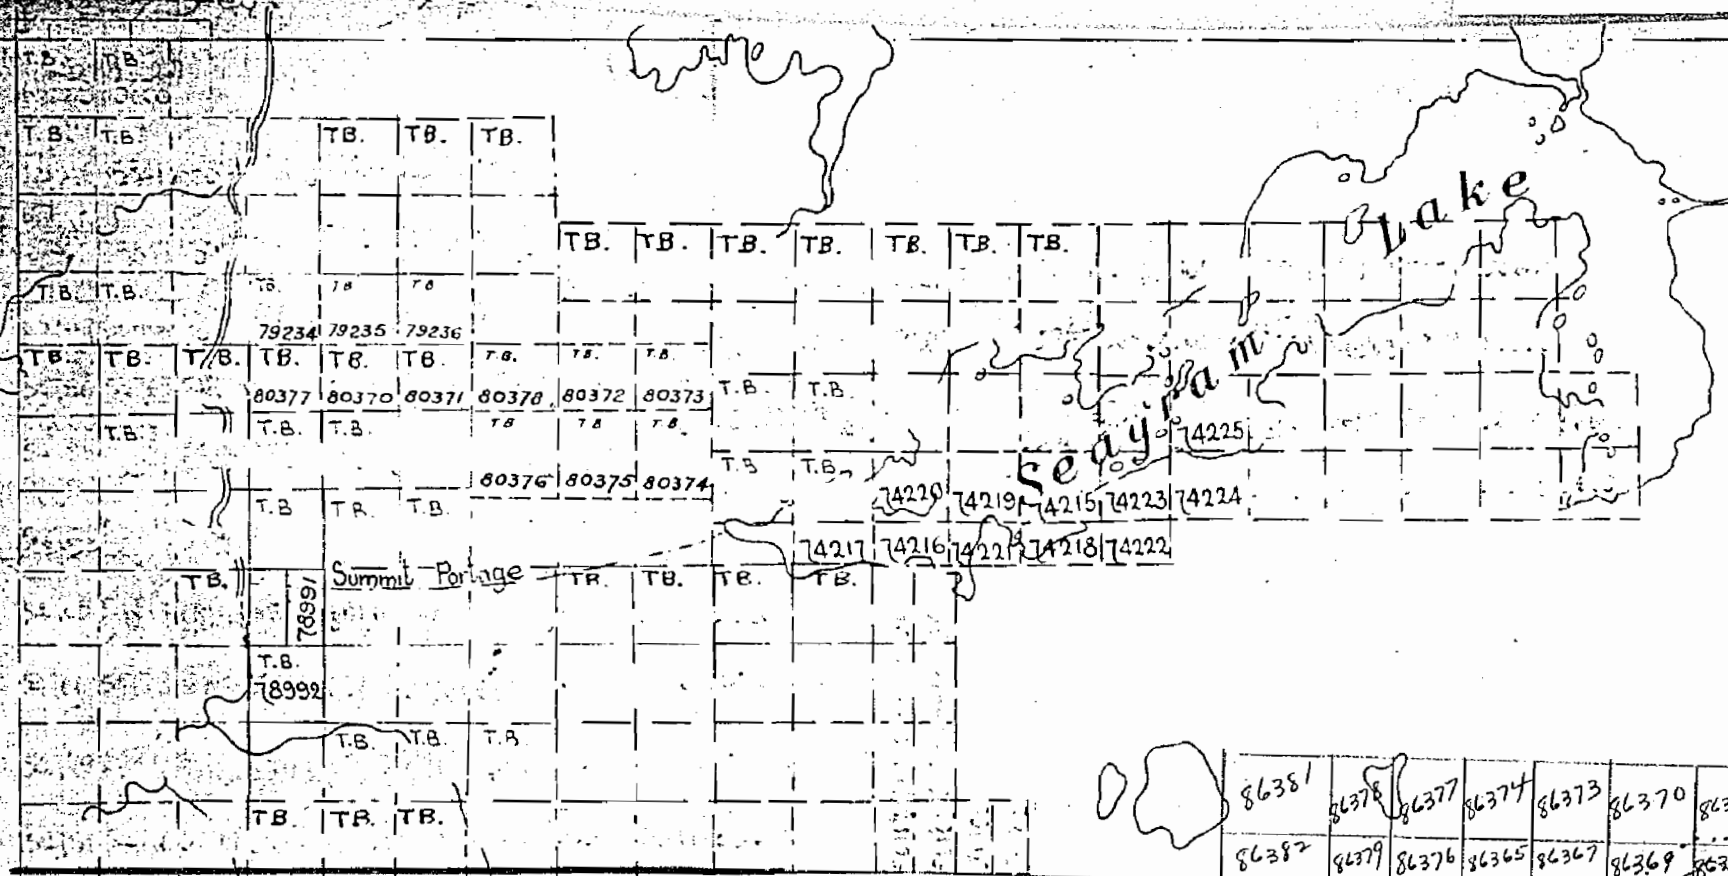 T.B. T.B.
T.B. T.B. TB. TB. TB.
TB. TB. TB. TB. TB. TB. TB.
Lake
T.B. T.B. TB. TB TB
79234 79235 79236
TB. TB. T.B. TB. TB. TB. T.B. T.B. T.B.
80377 80370 80371 80378 80372 80373 T.B. T.B.
T.B. T.B. T.B. TB TB T.B.
Seagram
74225
T.B T.B.
80376 80375 80374
74220 74219 74215 74223 74224
T.B T.B. T.B.
74217 74216 74221 74218 74222
T.B. Summit Portage T.B. TB. T.B. T.B.
78991
T.B.
78992
T.B. T.B. T.B
TB. TB. TB.
86381 86378 86377 86374 86373 86370
86382 86379 86376 86365 86367 86369